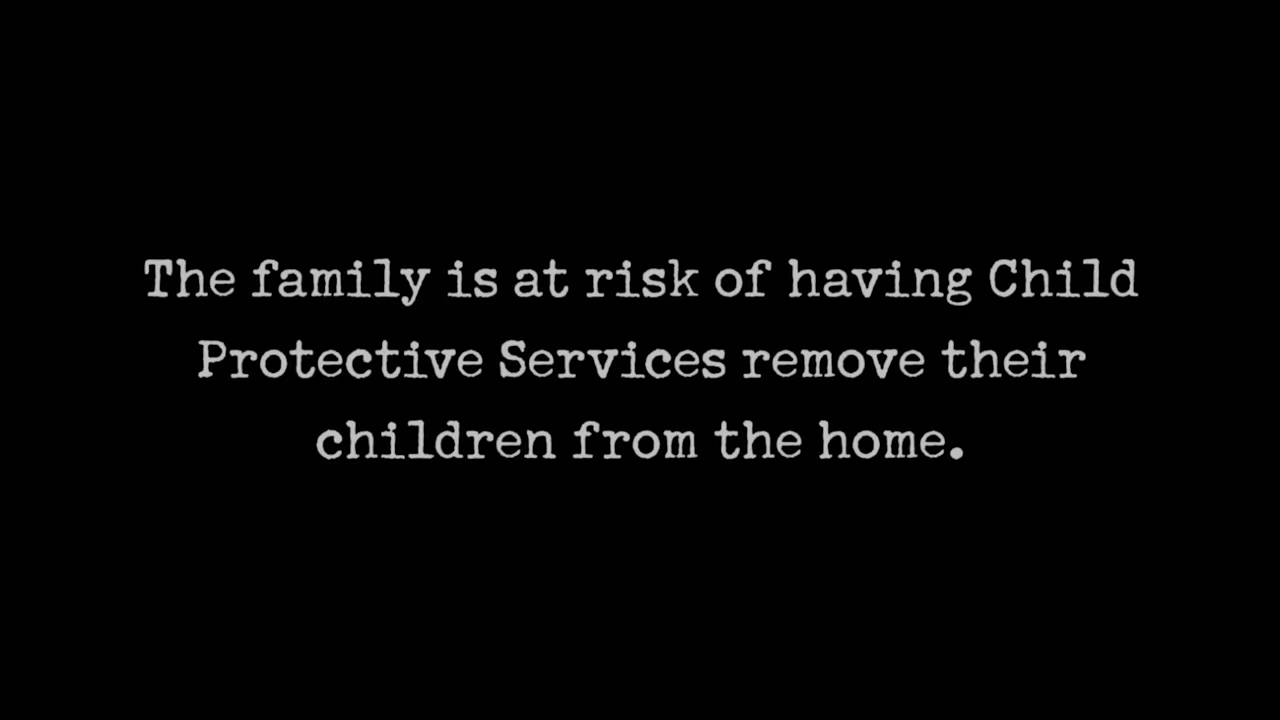 The family is at risk of having Child
Protective Services remove their
children from the home.